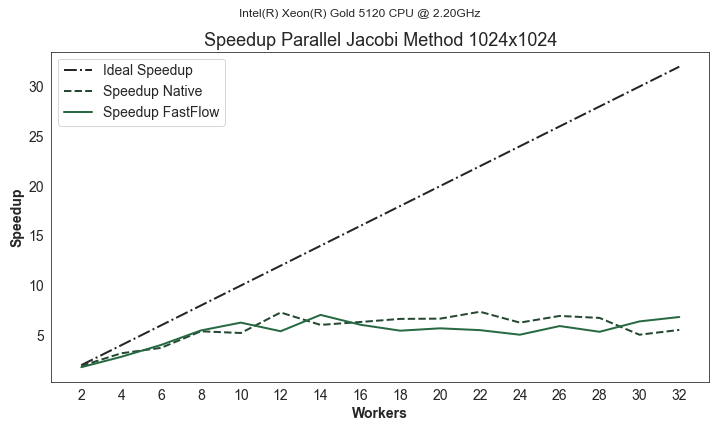 Intel(R) Xeon(R) Gold 5120 CPU @ 2.20GHz
Speedup Parallel Jacobi Method 1024x1024
Ideal Speedup
Speedup Native
Speedup FastFlow
30
25
20
15
10
5
Speedup
2 4 6 8 10 12 14 16 18 20 22 24 26 28 30 32
Workers